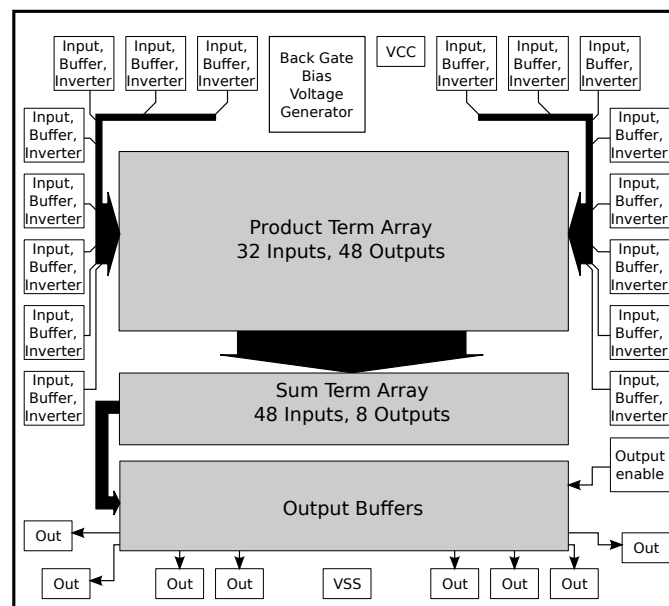 Input,
Buffer,
Inverter
Input,
Buffer,
Inverter
Input,
Buffer,
Inverter
Back Gate
Bias
Voltage
Generator
VCC
Input,
Buffer,
Inverter
Input,
Buffer,
Inverter
Input,
Buffer,
Inverter
Input,
Buffer,
Inverter
Input,
Buffer,
Inverter
Input,
Buffer,
Inverter
Input,
Buffer,
Inverter
Input,
Buffer,
Inverter
Product Term Array
32 Inputs, 48 Outputs
Input,
Buffer,
Inverter
Input,
Buffer,
Inverter
Input,
Buffer,
Inverter
Input,
Buffer,
Inverter
Input,
Buffer,
Inverter
Sum Term Array
48 Inputs, 8 Outputs
Output
enable
Output Buffers
Out
Out
Out
Out
Out
VSS
Out
Out
Out